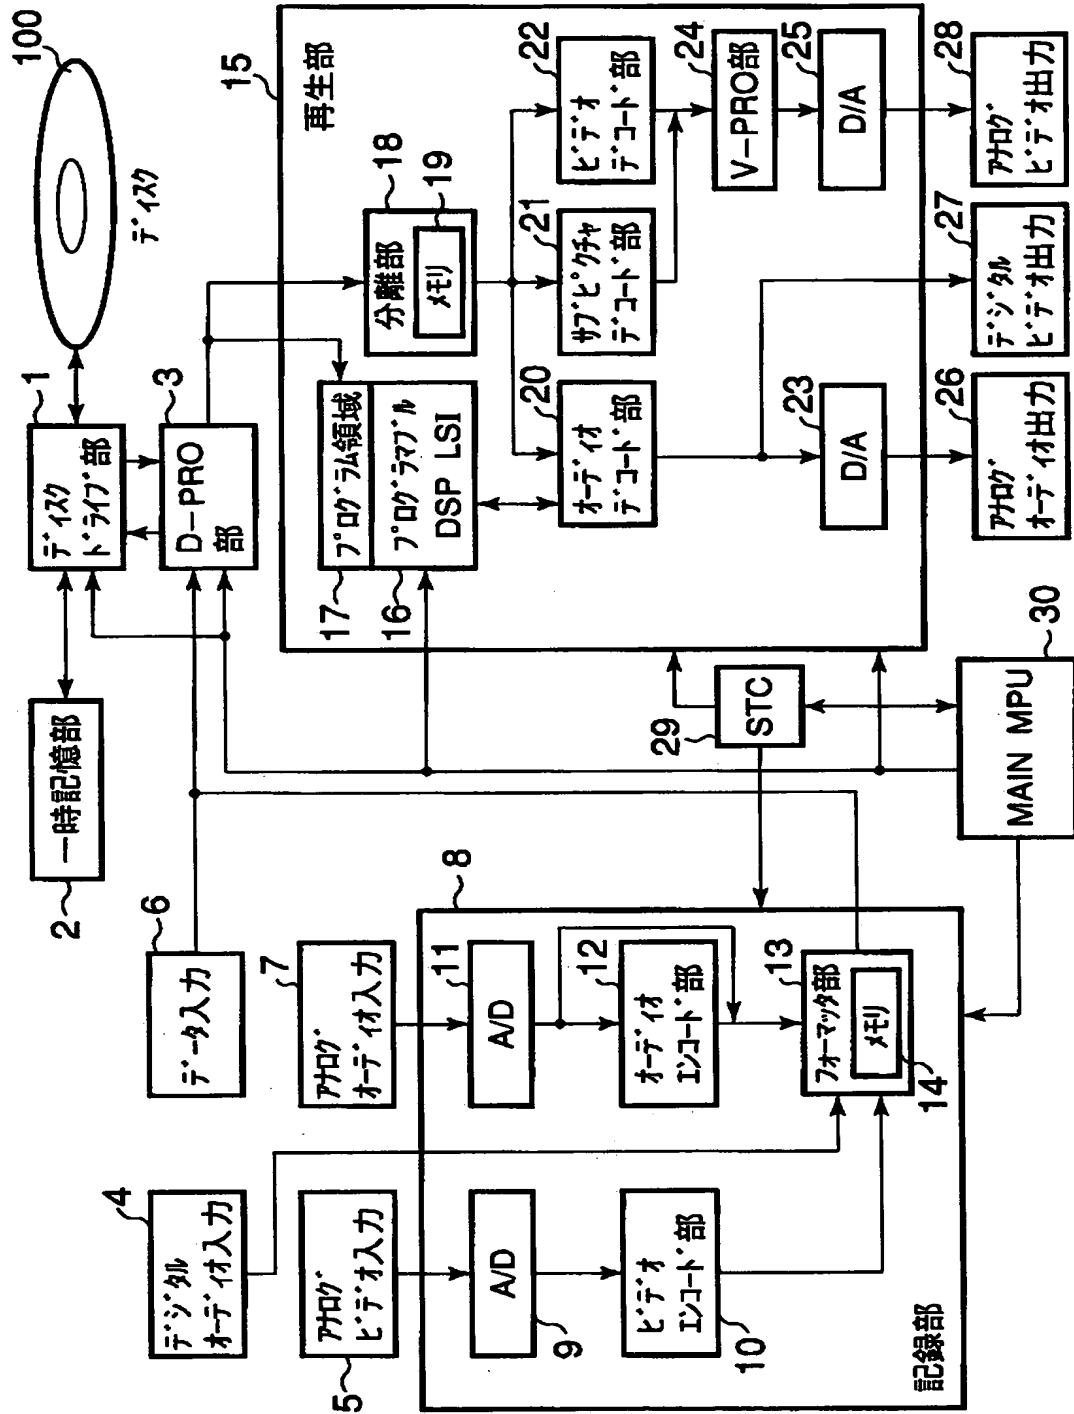 4
デジタル
オーディオ入力
6
データ入力
2
一時記憶部
1
ディスク
ドライブ部
100
ディスク
3
D-PRO
部
5
アナログ
ビデオ入力
7
アナログ
オーディオ入力
8
記録部
9
A/D
11
A/D
10
ビデオ
エンコード部
12
オーディオ
エンコード部
13
フォーマッタ部
メモリ
14
15
再生部
17
プログラム領域
16
プログラマブル
DSP LSI
18
分離部
19
メモリ
20
オーディオ
デコード部
21
サブピクチャ
デコード部
22
ビデオ
デコード部
24
V-PRO部
29
STC
23
D/A
25
D/A
30
MAIN MPU
26
アナログ
オーディオ出力
27
デジタル
ビデオ出力
28
アナログ
ビデオ出力